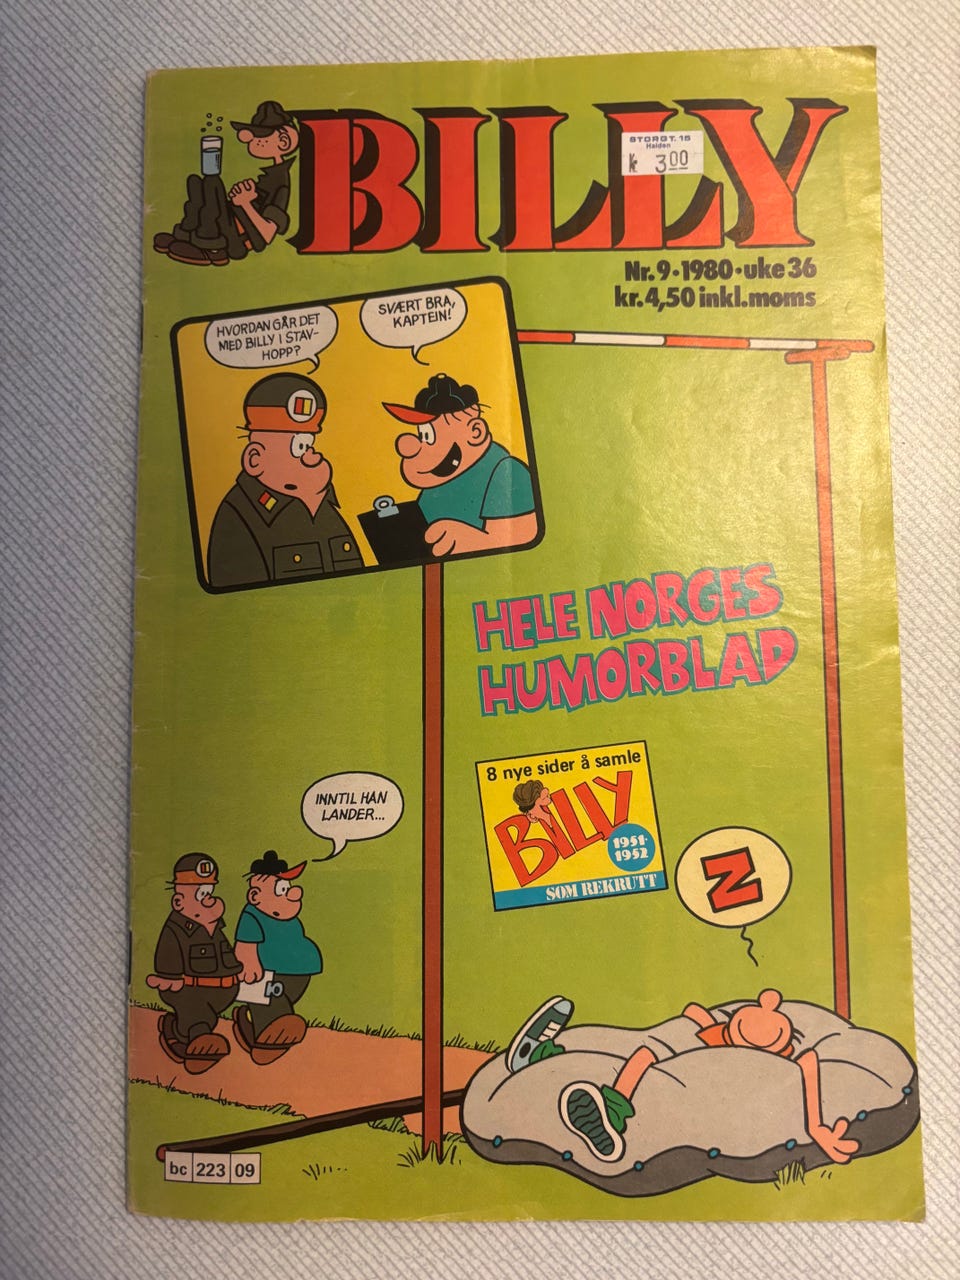 BILLY
STORGT. 15
Halden
kr. 3.00
Nr.9•1980•uke 36
kr.4,50 inkl.moms
HVORDAN GÅR DET
MED BILLY I STAV-
HOPP?
SVÆRT BRA,
KAPTEIN!
HELE NORGES
HUMORBLAD
8 nye sider å samle
BILLY
1951-
1952
SOM REKRUTT
INNTIL HAN
LANDER...
Z
bc 223 09